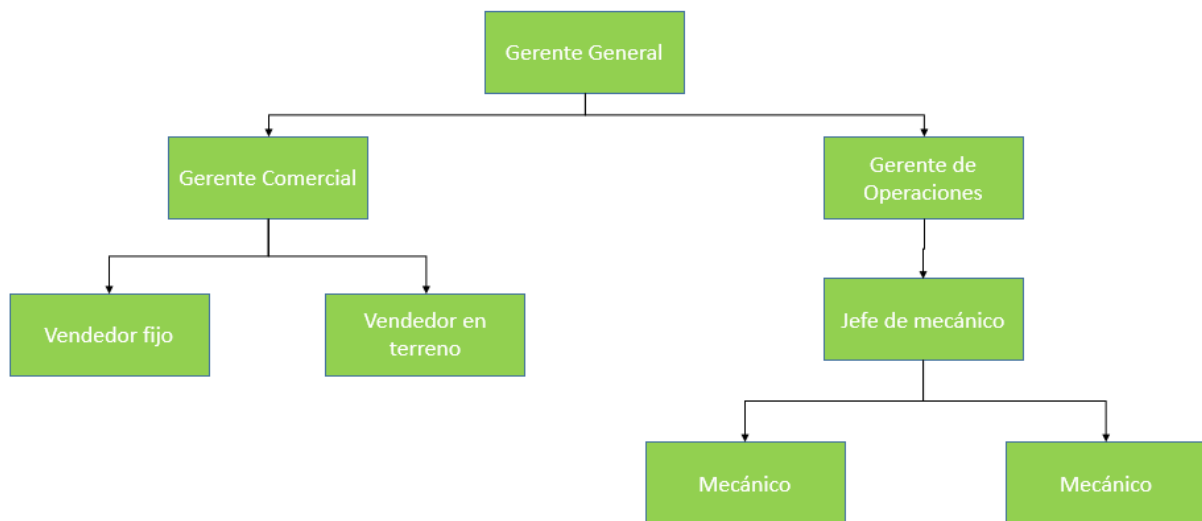 Gerente General
Gerente Comercial
Gerente de
Operaciones
Vendedor fijo
Vendedor en
terreno
Jefe de mecánico
Mecánico
Mecánico